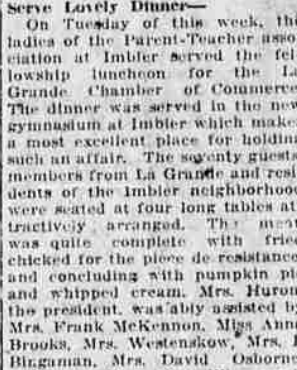 Serve Lovely Dinner—
On Tuesday of this week, the
ladies of the Parent-Teacher asso
ciation at Imbler served the fel
lowship luncheon for the La
Grande Chamber of Commerce
The dinner was served in the new
gymnasium at Imbler which make
a most excellent place for holdin
such an affair. The seventy guests
members from La Grande and resi
dents of the Imbler neighborhood
were seated at four long tables at
tractively arranged. The
was quite complete with fried
chicked for the piece de resistance
and concluding with pumpkin pi
and whipped cream. Mrs. Huron
the president, was ably assisted by
Mrs. Frank McKennon, Miss Anna
Brooks, Mrs. Westenskow, Mrs.
Bingaman, Mrs. David Osborne